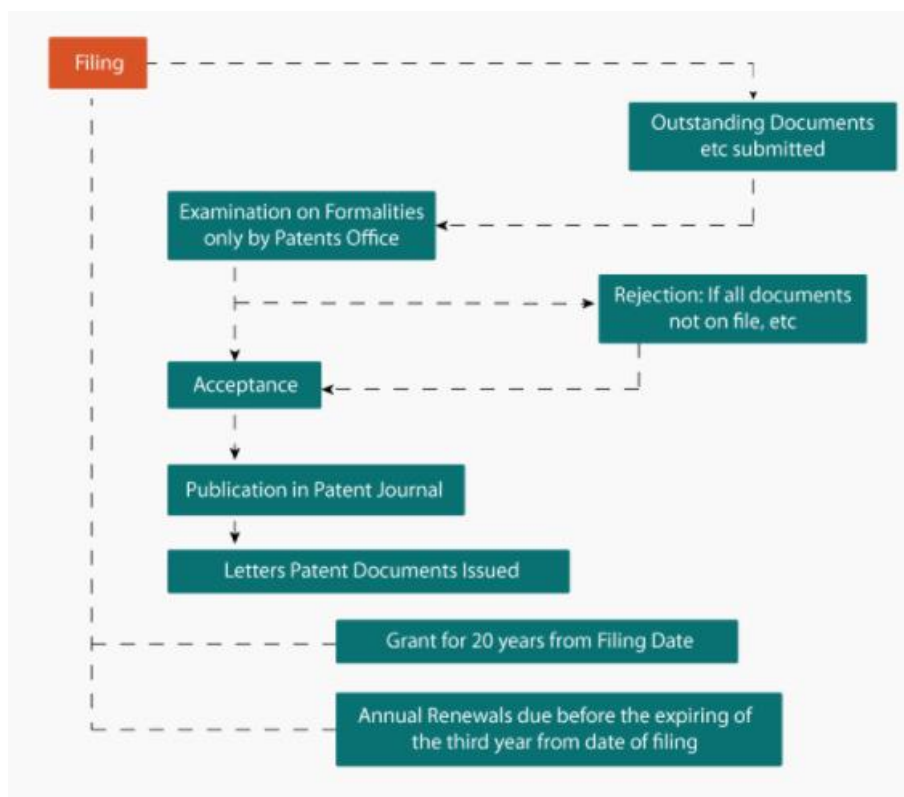 Filing
Outstanding Documents
etc submitted
Examination on Formalities
only by Patents Office
Rejection: If all documents
not on file, etc
Acceptance
Publication in Patent Journal
Letters Patent Documents Issued
Grant for 20 years from Filing Date
Annual Renewals due before the expiring of
the third year from date of filing